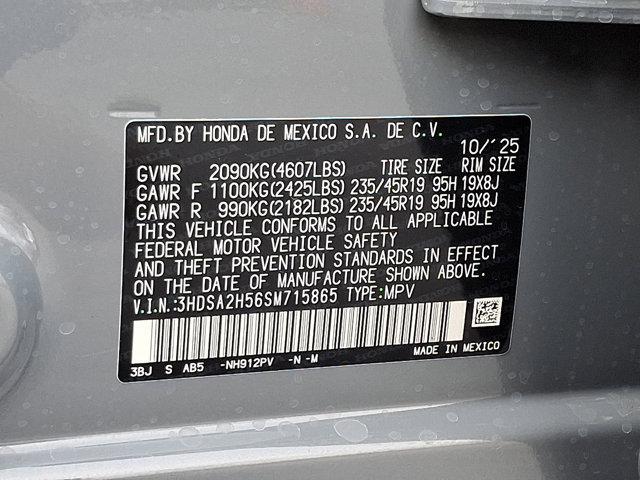 MFD.BY HONDA DE MEXICO S.A. DE C.V.
10/'25
GVWR 2090KG(4607LBS) TIRE SIZE RIM SIZE
GAWR F 1100KG(2425LBS) 235/45R19 95H 19X8J
GAWR R 990KG(2182LBS) 235/45R19 95H 19X8J
THIS VEHICLE CONFORMS TO ALL APPLICABLE
FEDERAL MOTOR VEHICLE SAFETY
AND THEFT PREVENTION STANDARDS IN EFFECT
ON THE DATE OF MANUFACTURE SHOWN ABOVE.
V.I.N.:3HDSA2H56SM715865 TYPE:MPV
3BJ S AB5 -NH912PV -N -M MADE IN MEXICO